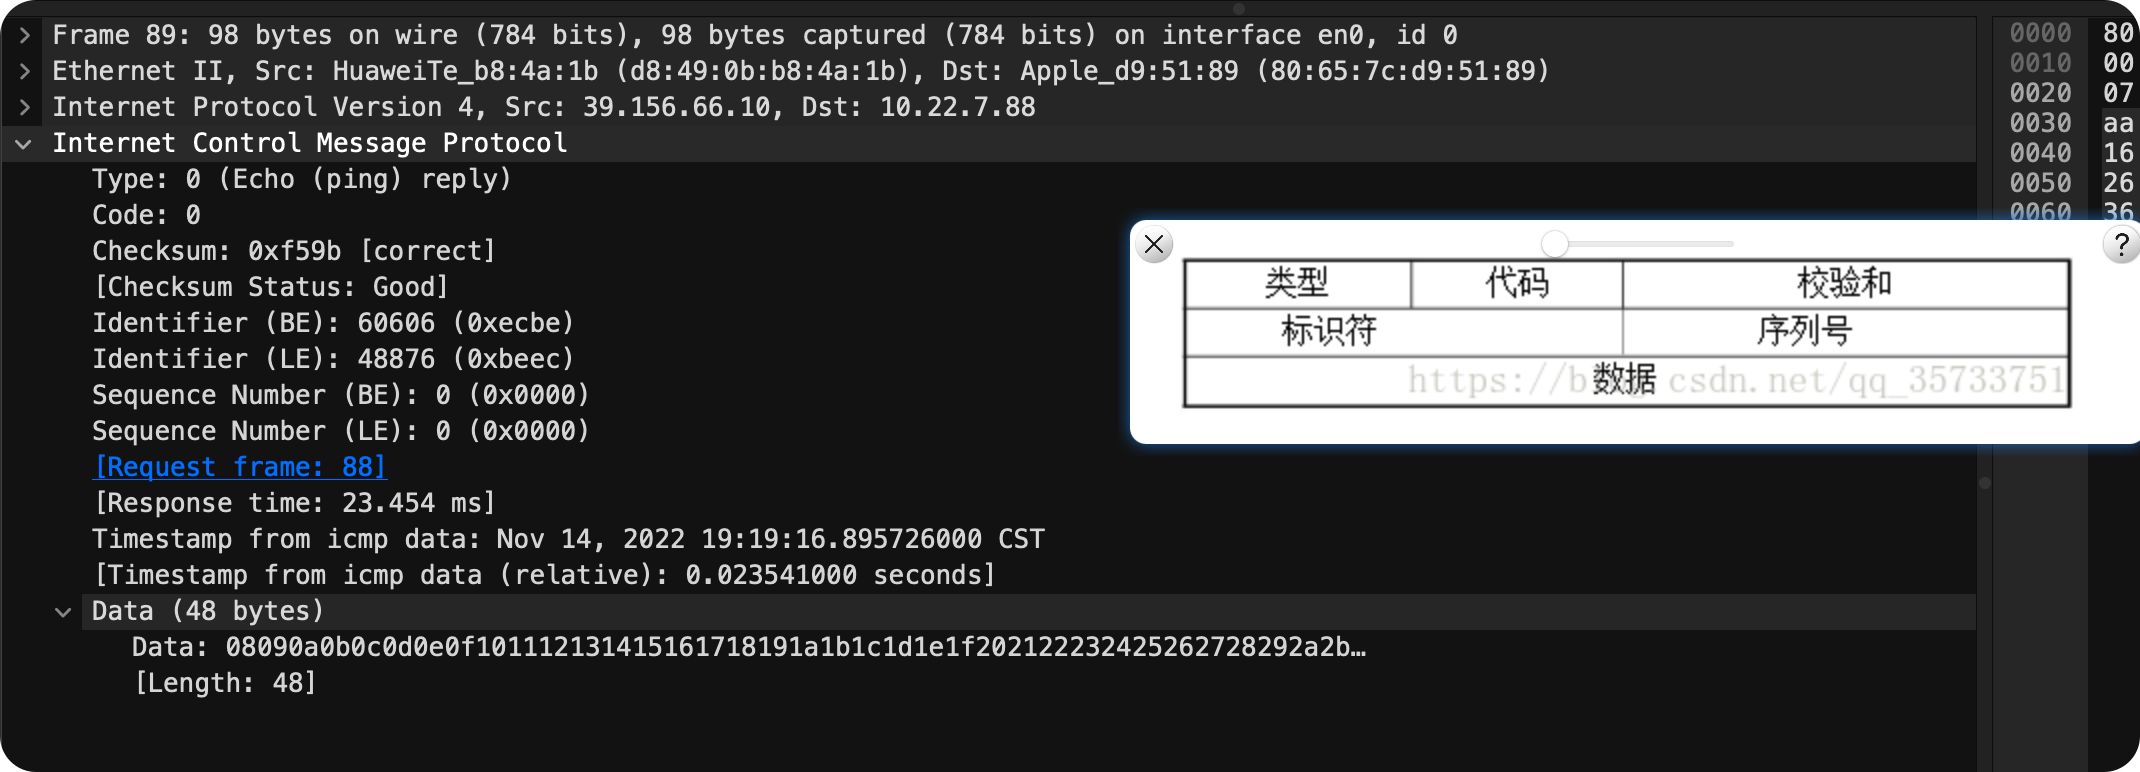 Frame 89: 98 bytes on wire (784 bits), 98 bytes captured (784 bits) on interface en0, id 0
Ethernet II, Src: HuaweiTe_b8:4a:1b (d8:49:0b:b8:4a:1b), Dst: Apple_d9:51:89 (80:65:7c:d9:51:89)
Internet Protocol Version 4, Src: 39.156.66.10, Dst: 10.22.7.88
Internet Control Message Protocol
Type: 0 (Echo (ping) reply)
Code: 0
Checksum: 0xf59b [correct]
[Checksum Status: Good]
Identifier (BE): 60606 (0xecbe)
Identifier (LE): 48876 (0xbeec)
Sequence Number (BE): 0 (0x0000)
Sequence Number (LE): 0 (0x0000)
[Request frame: 88]
[Response time: 23.454 ms]
Timestamp from icmp data: Nov 14, 2022 19:19:16.895726000 CST
[Timestamp from icmp data (relative): 0.023541000 seconds]
Data (48 bytes)
Data: 08090a0b0c0d0e0f101112131415161718191a1b1c1d1e1f202122232425262728292a2b…
[Length: 48]
0000 80
0010 00
0020 07
0030 aa
0040 16
0050 26
0060 36
?
类型 代码 校验和
标识符 序列号
数据
csdn.net/qq_35733751